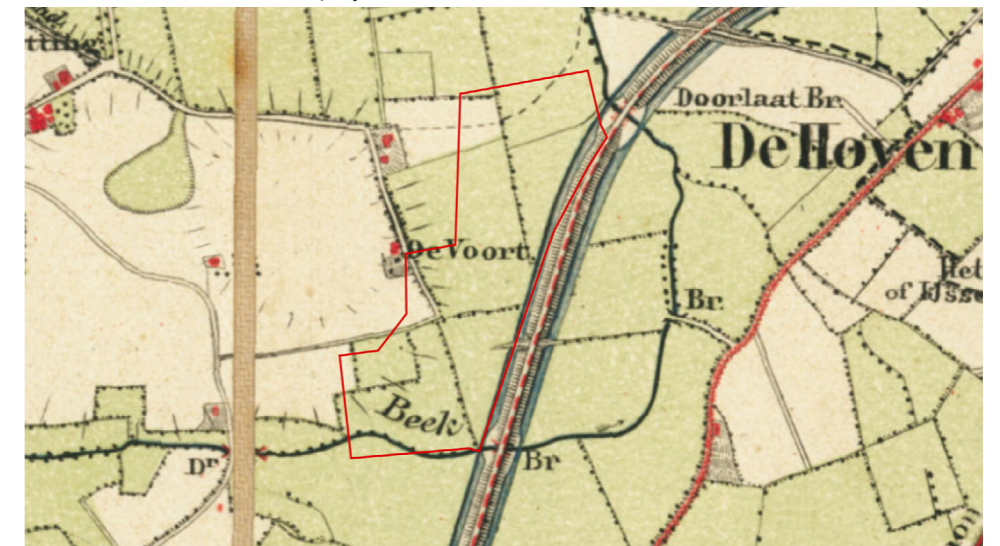 Doorlaat Br.
De Hoven
De Voort
Het
of IJsse
Br.
Beek
Dr
Br